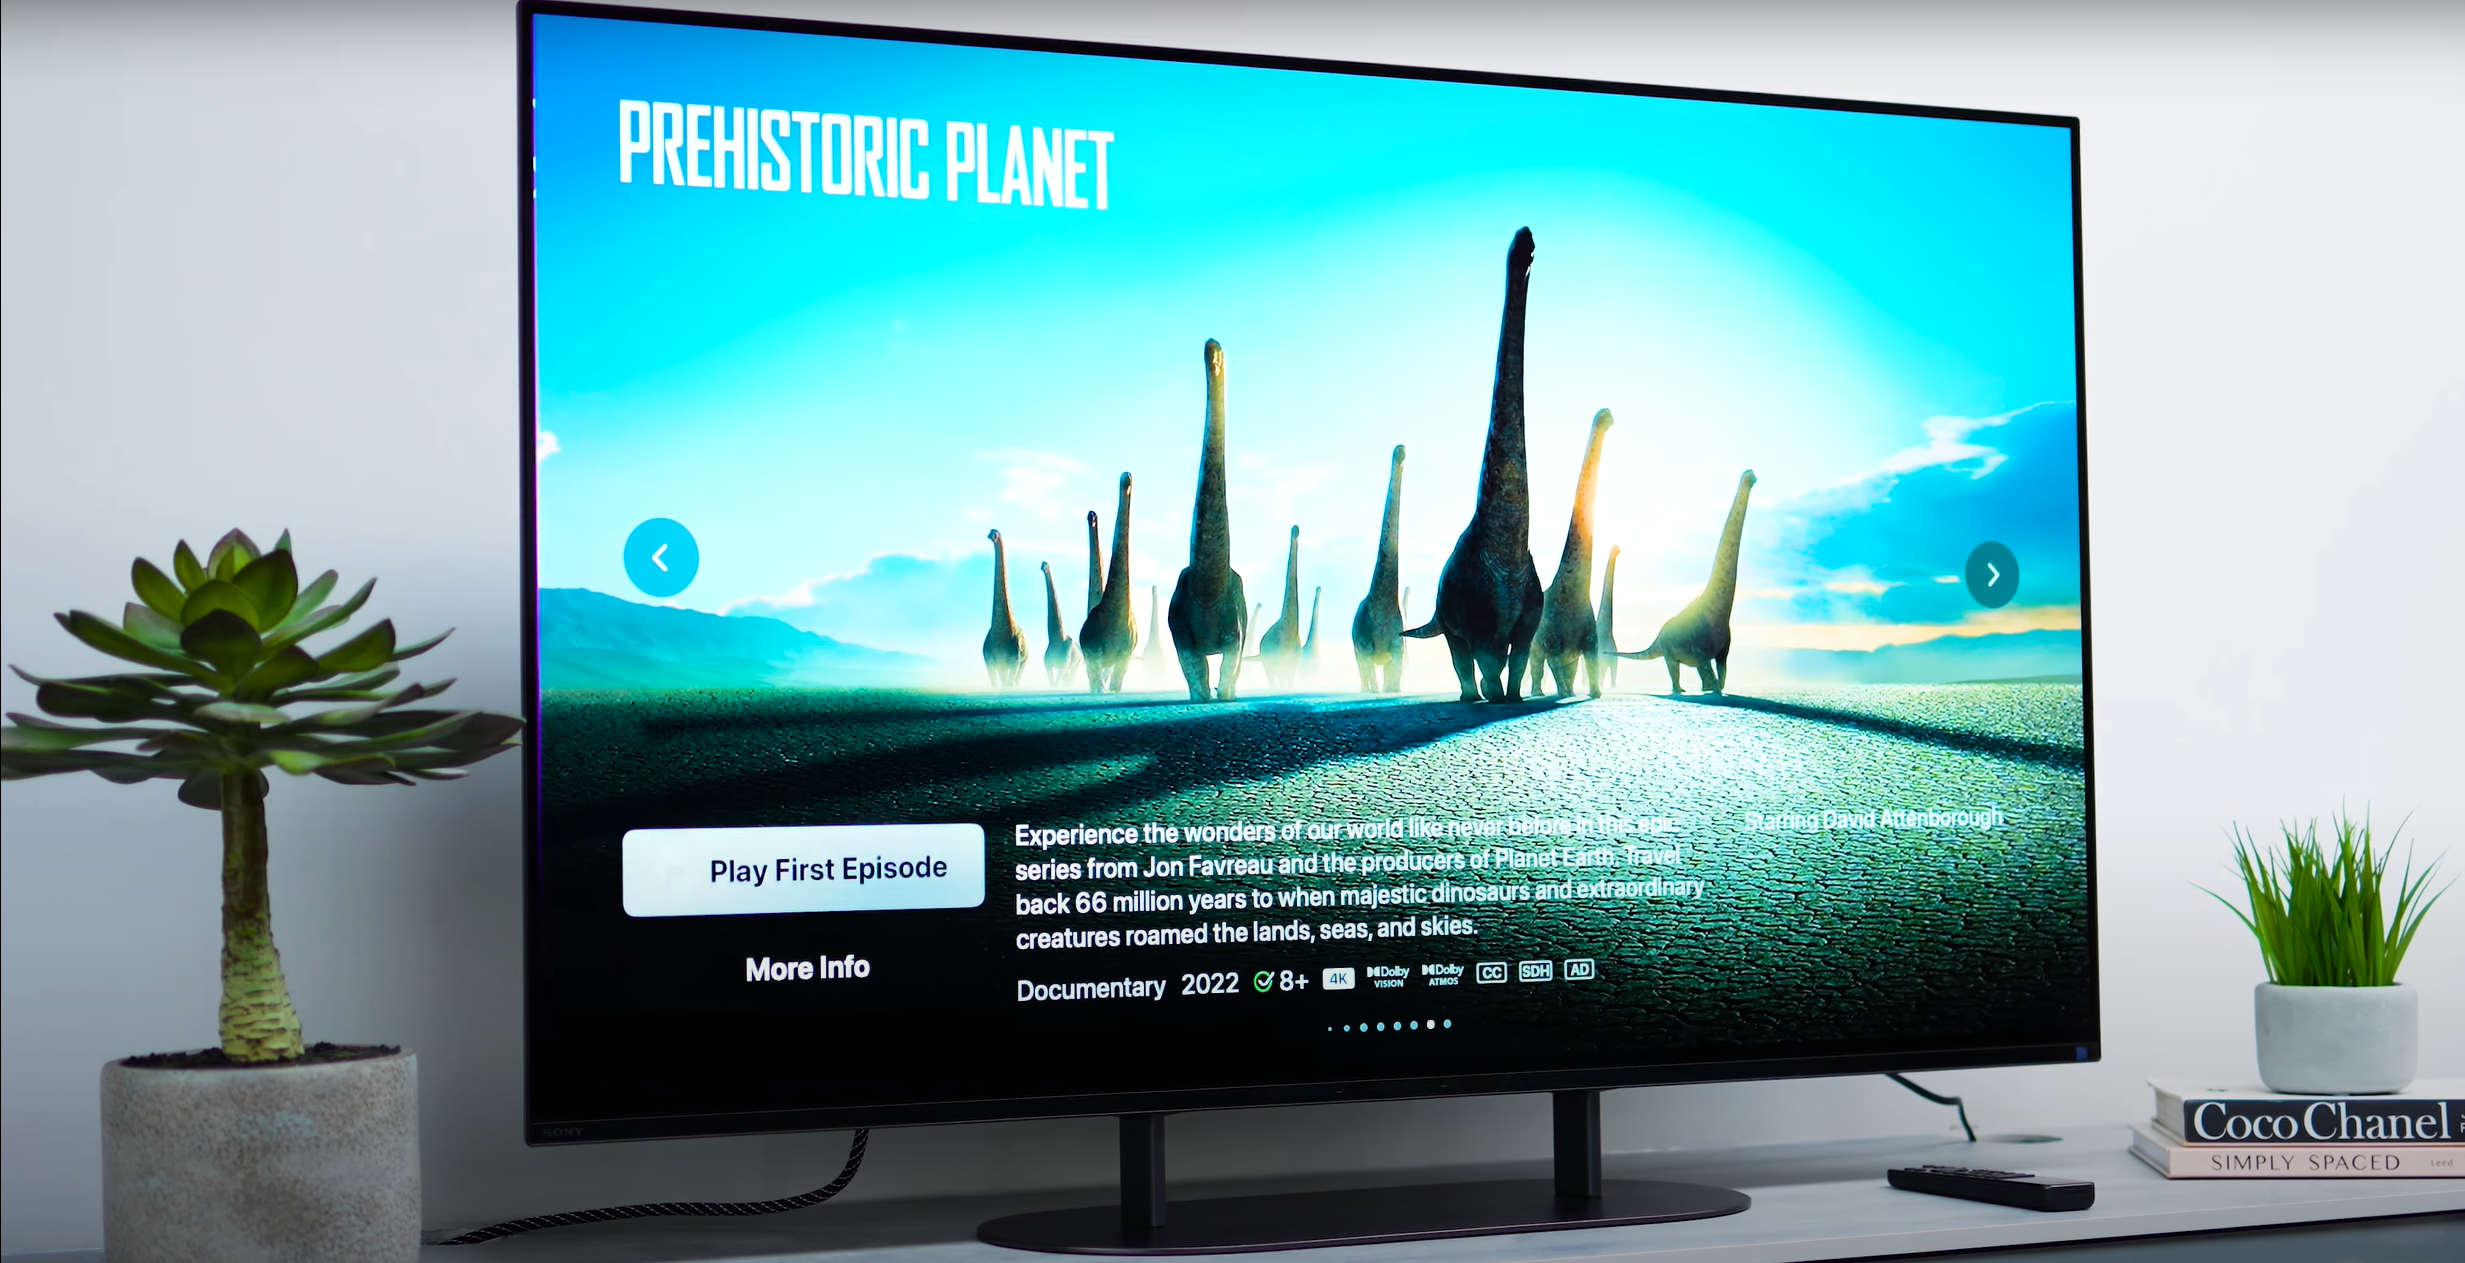 PREHISTORIC PLANET
Play First Episode
More Info
Experience the wonders of our world like never before in this epic
series from Jon Favreau and the producers of Planet Earth. Travel
back 66 million years to when majestic dinosaurs and extraordinary
creatures roamed the lands, seas, and skies.
Starring David Attenborough
Documentary 2022 8+ 4K Dolby VISION Dolby ATMOS CC SDH AD
SONY
Coco Chanel
SIMPLY SPACED